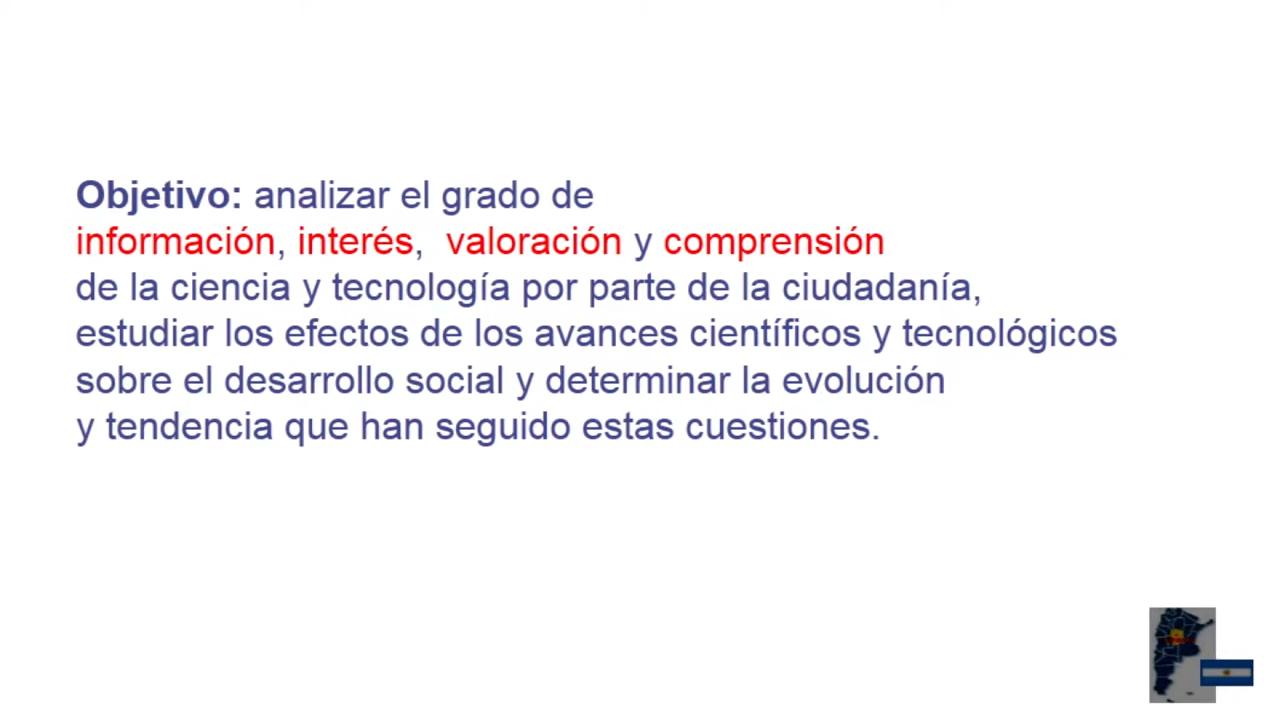 Objetivo: analizar el grado de
información, interés, valoración y comprensión
de la ciencia y tecnología por parte de la ciudadanía,
estudiar los efectos de los avances científicos y tecnológicos
sobre el desarrollo social y determinar la evolución
y tendencia que han seguido estas cuestiones.